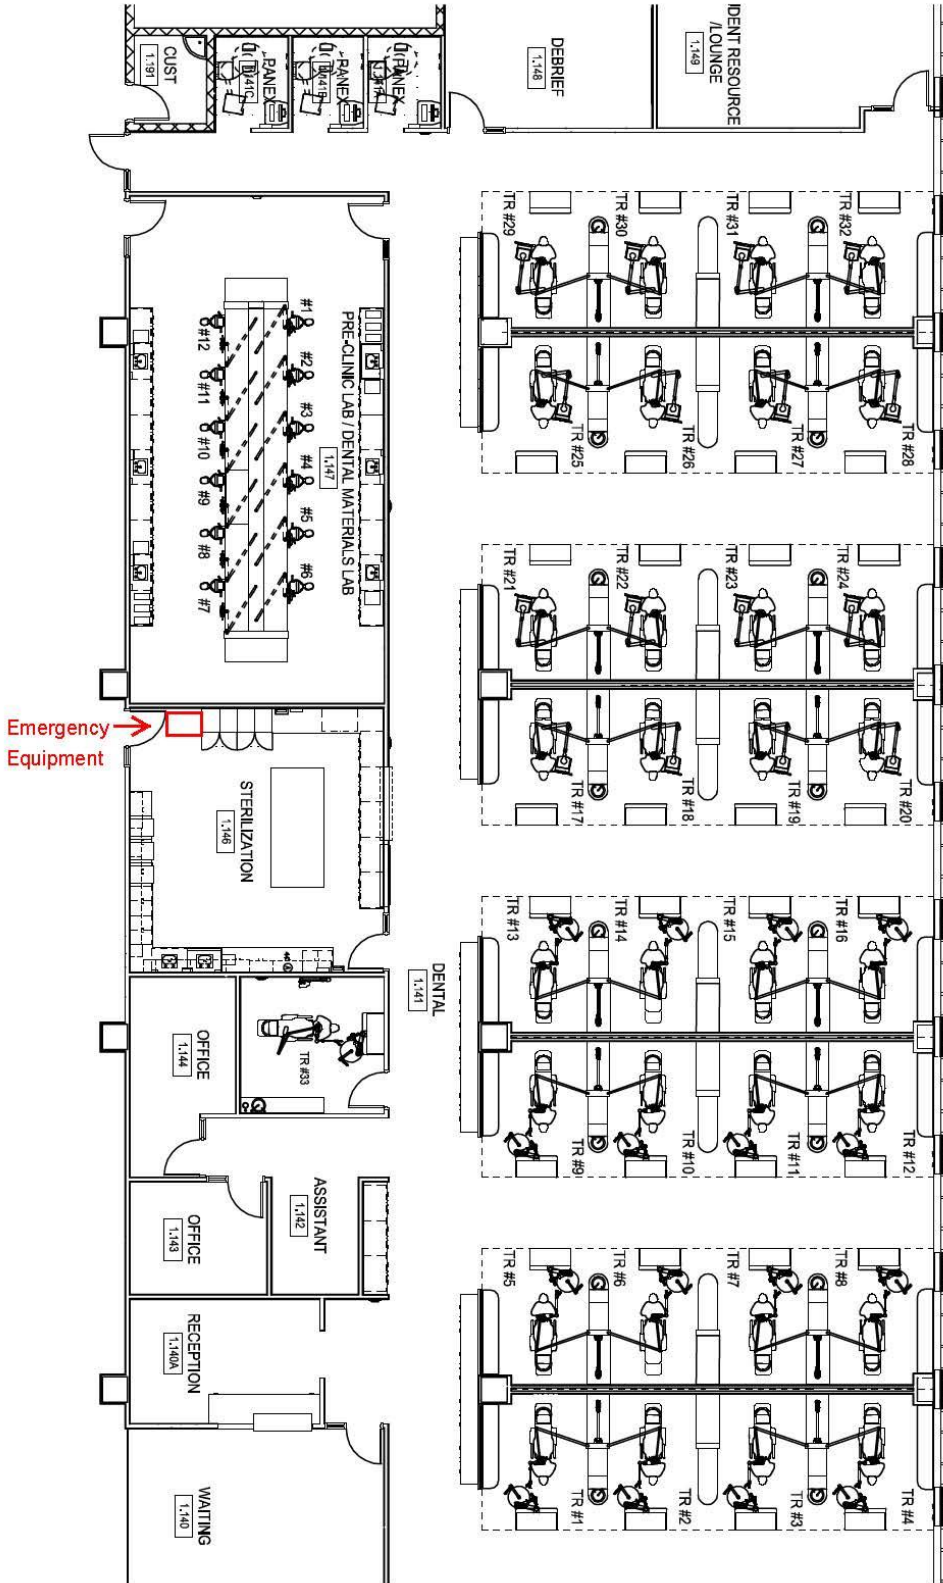 CUST
1.191
PANEX
1.141C
PANEX
1.141B
PANEX
DEBRIEF
1.148
IDENT RESOURCE
/LOUNGE
1.149
TR #29
TR #30
TR #31
TR #32
TR #25
TR #26
TR #27
TR #28
#1
#2
#3
#4
#5
#6
#12
#11
#10
#9
#8
#7
PRE-CLINIC LAB / DENTAL MATERIALS LAB
1.147
TR #21
TR #22
TR #23
TR #24
TR #17
TR #18
TR #19
TR #20
Emergency
Equipment
STERILIZATION
1.146
TR #13
TR #14
TR #15
TR #16
DENTAL
1.141
TR #9
TR #10
TR #11
TR #12
OFFICE
1.144
TR #33
ASSISTANT
1.142
OFFICE
1.143
TR #5
TR #6
TR #7
TR #8
RECEPTION
1.140A
TR #1
TR #2
TR #3
TR #4
WAITING
1.140